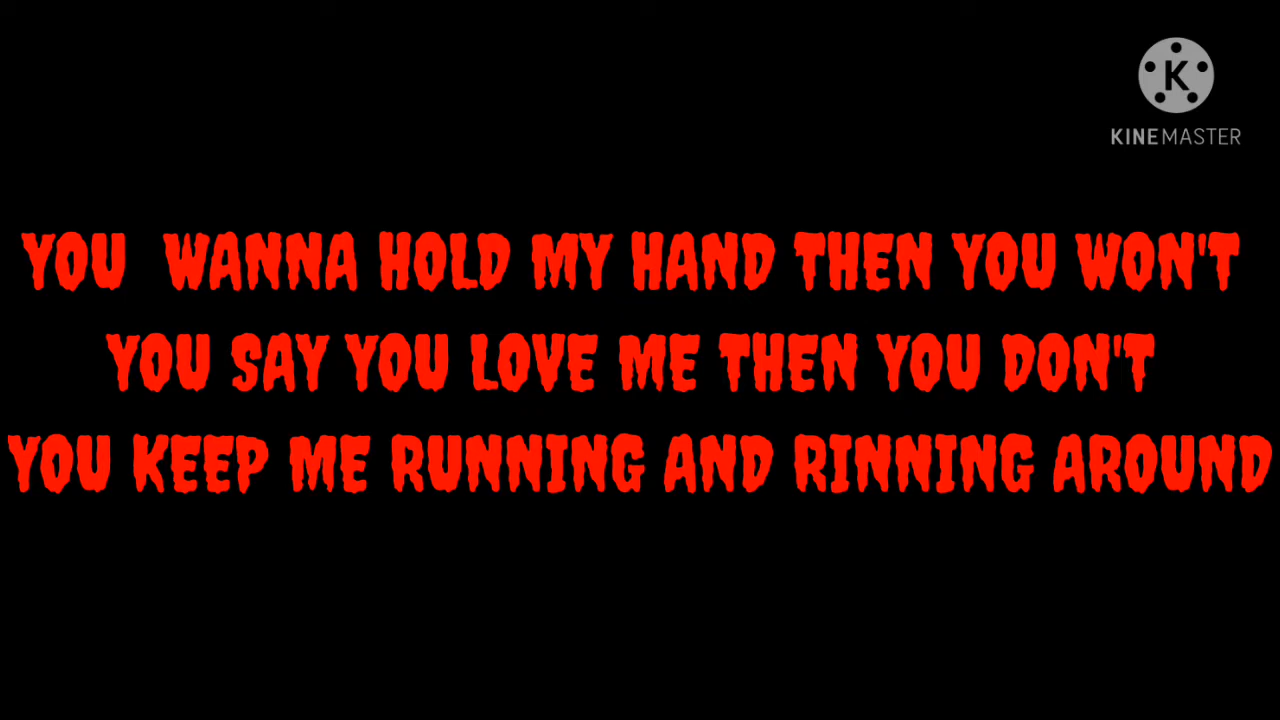 K
KINEMASTER
YOU  WANNA HOLD MY HAND THEN YOU WON'T
YOU SAY YOU LOVE ME THEN YOU DON'T
YOU KEEP ME RUNNING AND RINNING AROUND